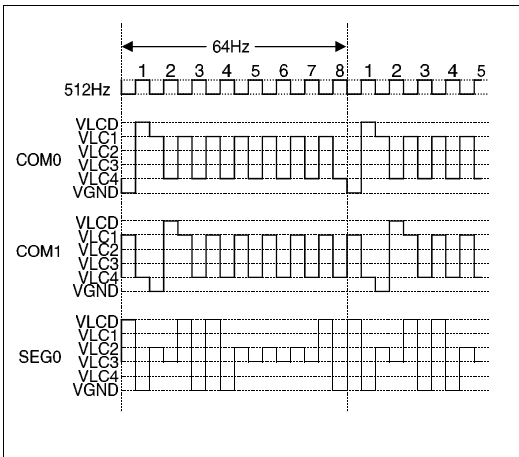 64Hz
1 2 3 4 5 6 7 8 1 2 3 4 5
512Hz
VLCD
VLC1
VLC2
COM0
VLC3
VLC4
VGND
VLCD
VLC1
VLC2
COM1
VLC3
VLC4
VGND
VLCD
VLC1
VLC2
SEG0
VLC3
VLC4
VGND